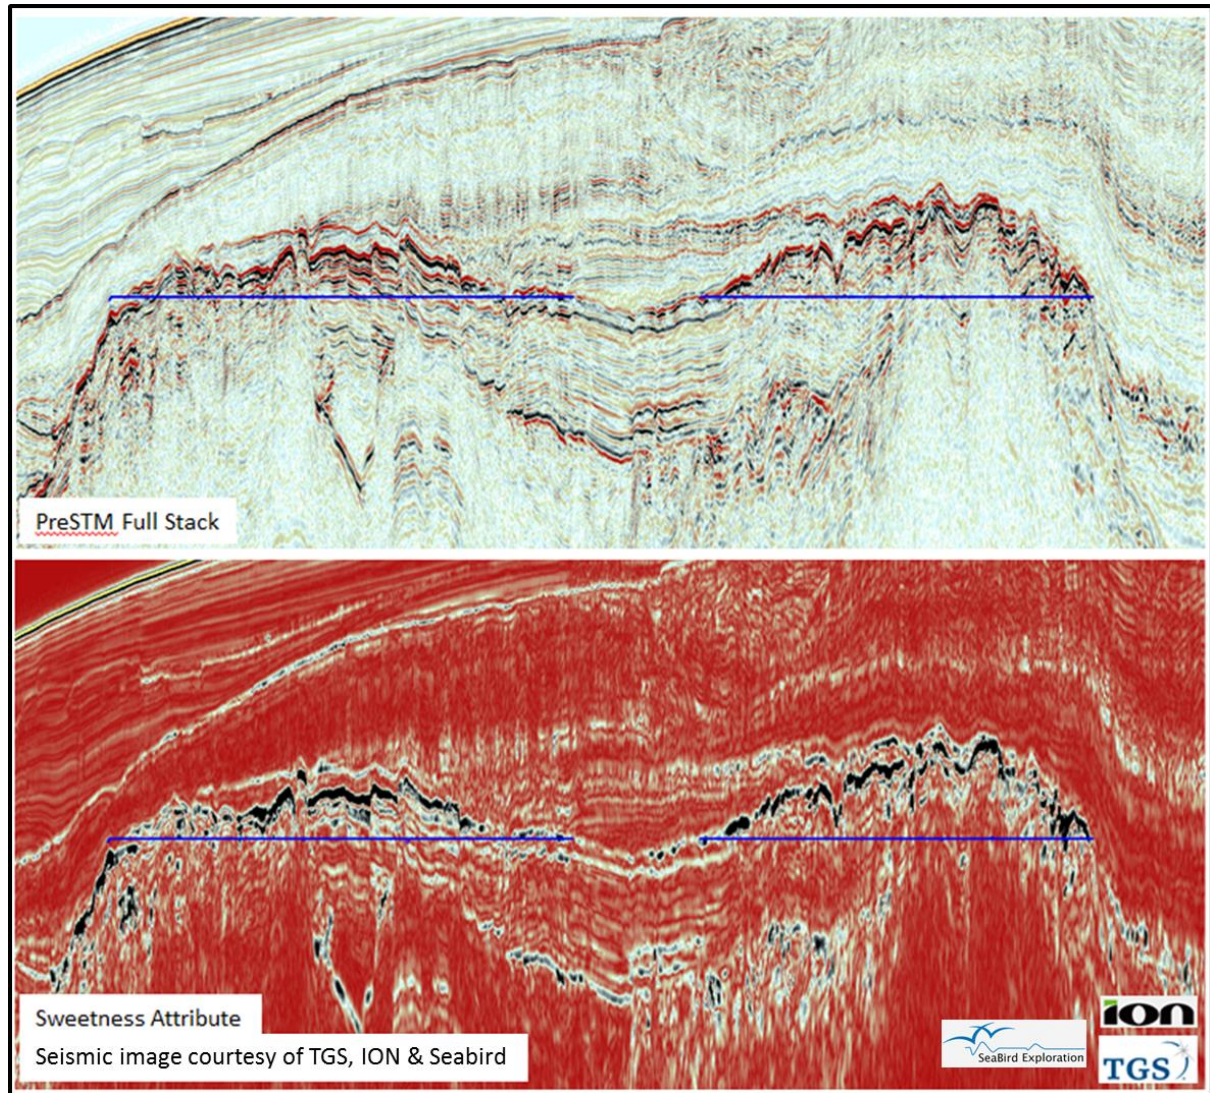 PreSTM Full Stack
Sweetness Attribute
Seismic image courtesy of TGS, ION & Seabird
SeaBird Exploration
ion
TGS